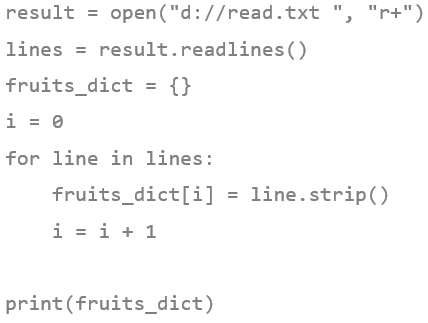 result = open("d://read.txt ", "r+")
lines = result.readlines()
fruits_dict = {}
i = 0
for line in lines:
    fruits_dict[i] = line.strip()
    i = i + 1

print(fruits_dict)